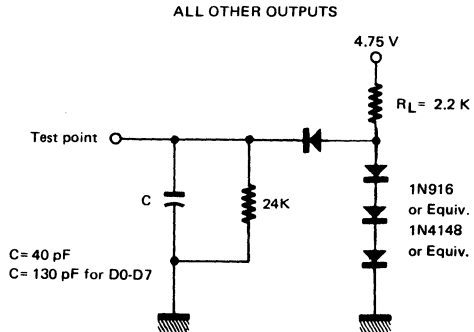 ALL OTHER OUTPUTS
4.75 V
RL= 2.2 K
Test point
C
24K
1N916
or Equiv.
1N4148
or Equiv.
C= 40 pF
C= 130 pF for D0-D7